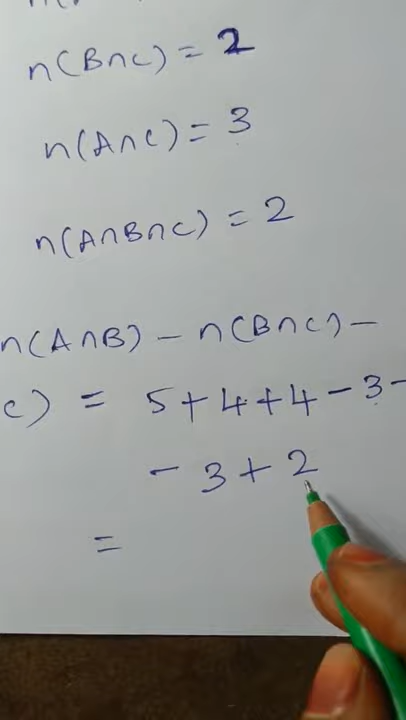 n(B∩C) = 2
n(A∩C) = 3
n(A∩B∩C) = 2
n(A∩B) - n(B∩C) -
C) = 5+4+4-3-
- 3+2
=